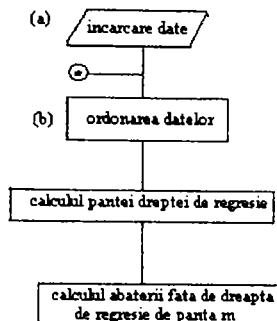 (a) incarcare date
*
(b) ordonarea datelor
calculul pantei dreptei de regresie
calculul abaterii fata de dreapta
de regresie de panta m